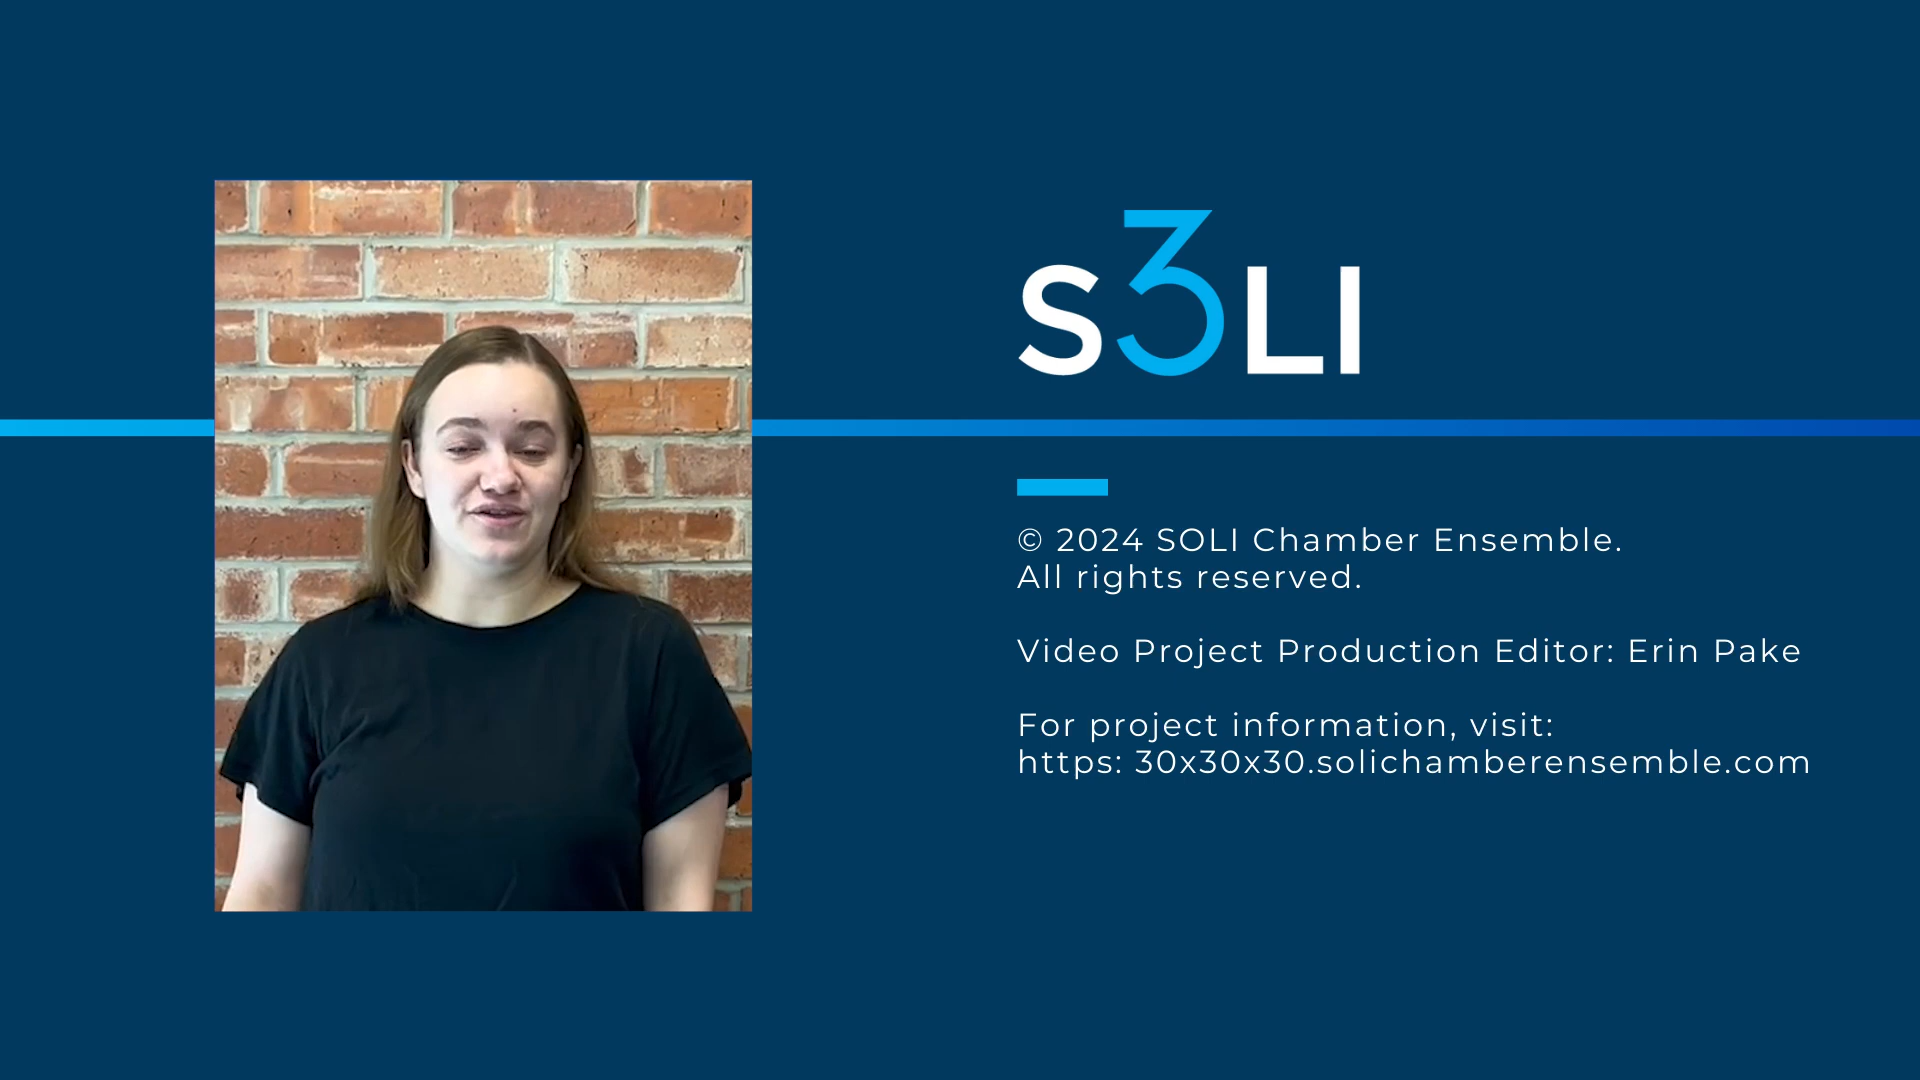 S3LI
© 2024 SOLI Chamber Ensemble.
All rights reserved.
Video Project Production Editor: Erin Pake
For project information, visit:
https: 30x30x30.solichamberensemble.com